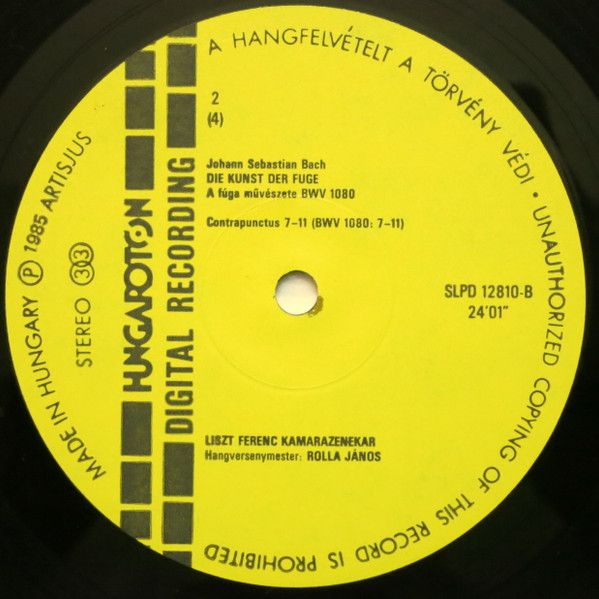 MADE IN HUNGARY Ⓟ 1985 ARTISJUS
A HANGFELVÉTELT A TÖRVÉNY VÉDI • UNAUTHORIZED COPYING OF THIS RECORD IS PROHIBITED
STEREO 33
HUNGAROTON
DIGITAL RECORDING
2
(4)
Johann Sebastian Bach
DIE KUNST DER FUGE
A fúga művészete BWV 1080
Contrapunctus 7–11 (BWV 1080: 7–11)
SLPD 12810-B
24'01"
LISZT FERENC KAMARAZENEKAR
Hangversenymester: ROLLA JÁNOS